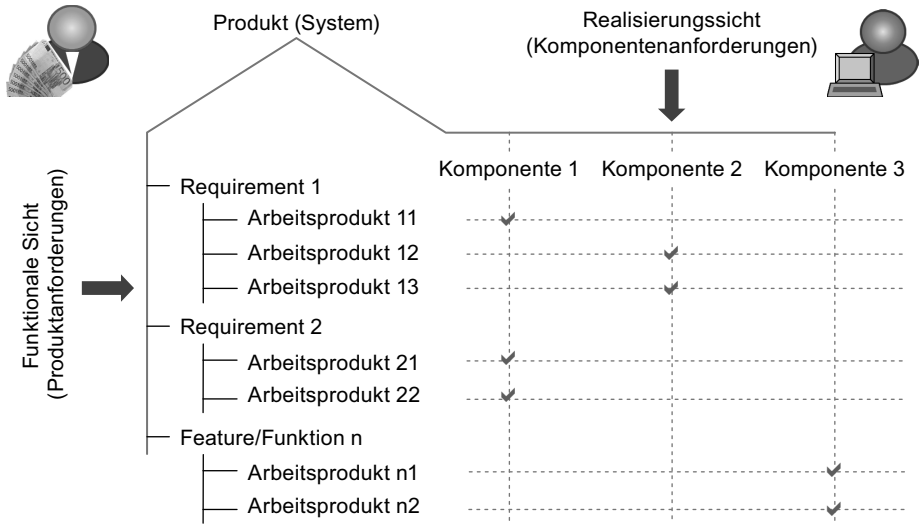 Produkt (System)
Realisierungssicht
(Komponentenanforderungen)
Funktionale Sicht
(Produktanforderungen)
Komponente 1 Komponente 2 Komponente 3
Requirement 1
Arbeitsprodukt 11
Arbeitsprodukt 12
Arbeitsprodukt 13
Requirement 2
Arbeitsprodukt 21
Arbeitsprodukt 22
Feature/Funktion n
Arbeitsprodukt n1
Arbeitsprodukt n2